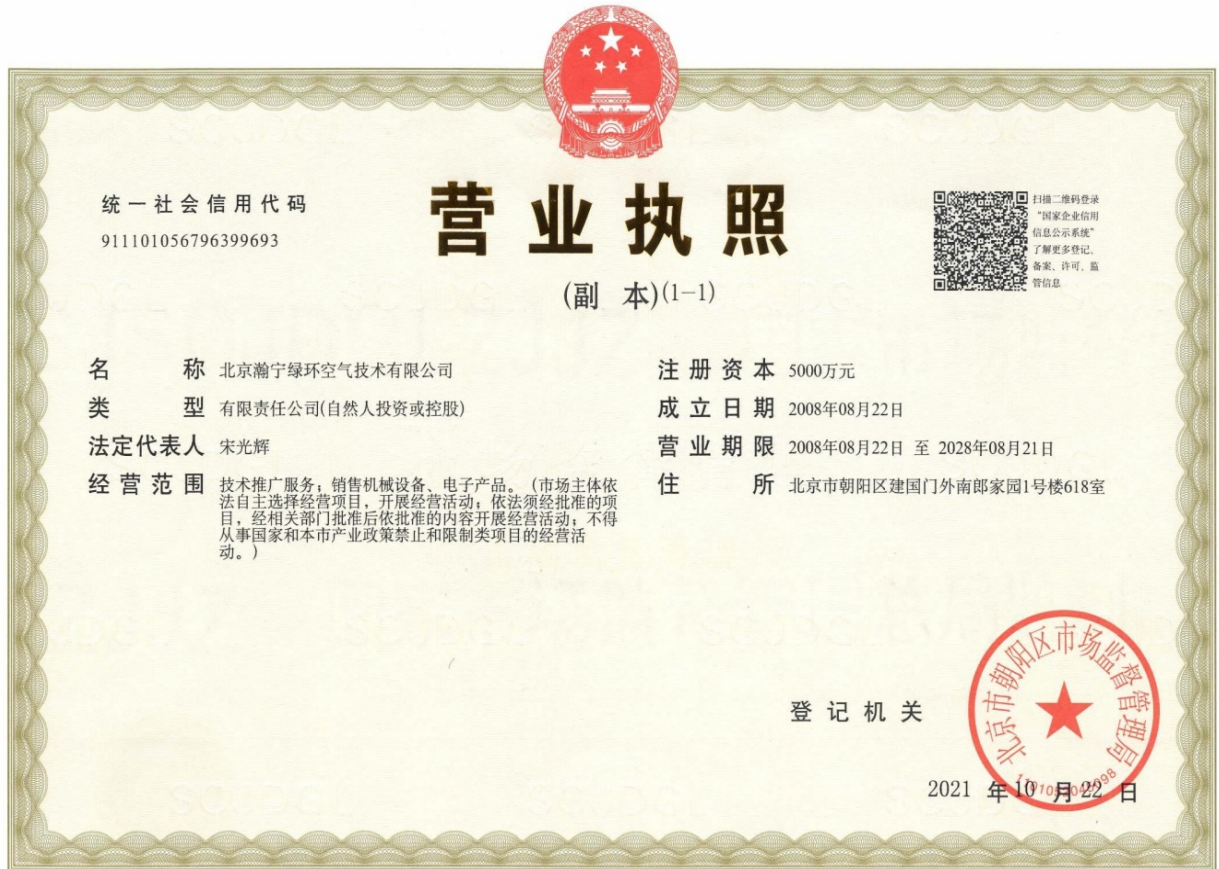 统一社会信用代码
911101056796399693
营业执照
(副 本)(1-1)
扫描二维码登录
“国家企业信用
信息公示系统”
了解更多登记、
备案、许可、监
管信息
名 称 北京瀚宁绿环空气技术有限公司
类 型 有限责任公司(自然人投资或控股)
法定代表人 宋光辉
经营范围 技术推广服务;销售机械设备、电子产品。(市场主体依
法自主选择经营项目,开展经营活动;依法须经批准的项
目,经相关部门批准后依批准的内容开展经营活动;不得
从事国家和本市产业政策禁止和限制类项目的经营活
动。)
注册资本 5000万元
成立日期 2008年08月22日
营业期限 2008年08月22日 至 2028年08月21日
住 所 北京市朝阳区建国门外南郎家园1号楼618室
登记机关
北京市朝阳区市场监督管理局
2021 年 10 月 22 日